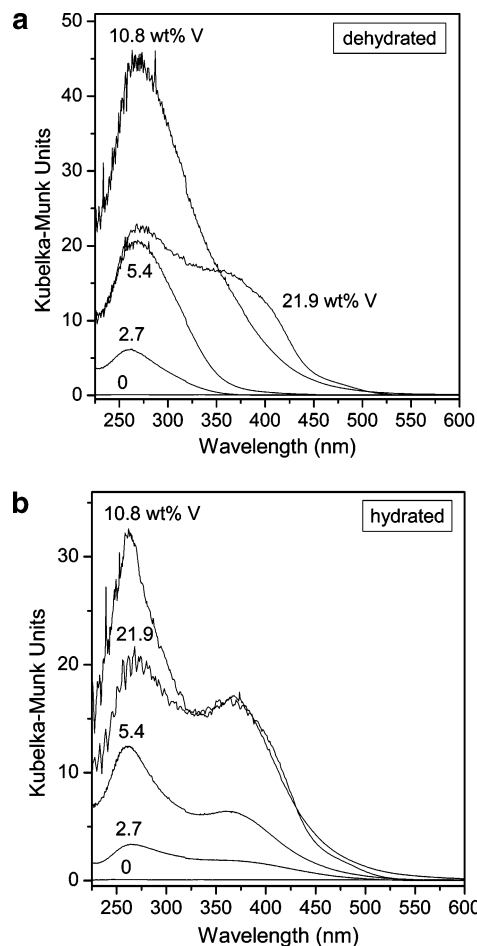 a
dehydrated
10.8 wt% V
5.4
21.9 wt% V
2.7
0
50
40
30
20
10
0
Kubelka-Munk Units
250 300 350 400 450 500 550 600
Wavelength (nm)
b
hydrated
10.8 wt% V
21.9
5.4
2.7
0
30
20
10
0
Kubelka-Munk Units
250 300 350 400 450 500 550 600
Wavelength (nm)